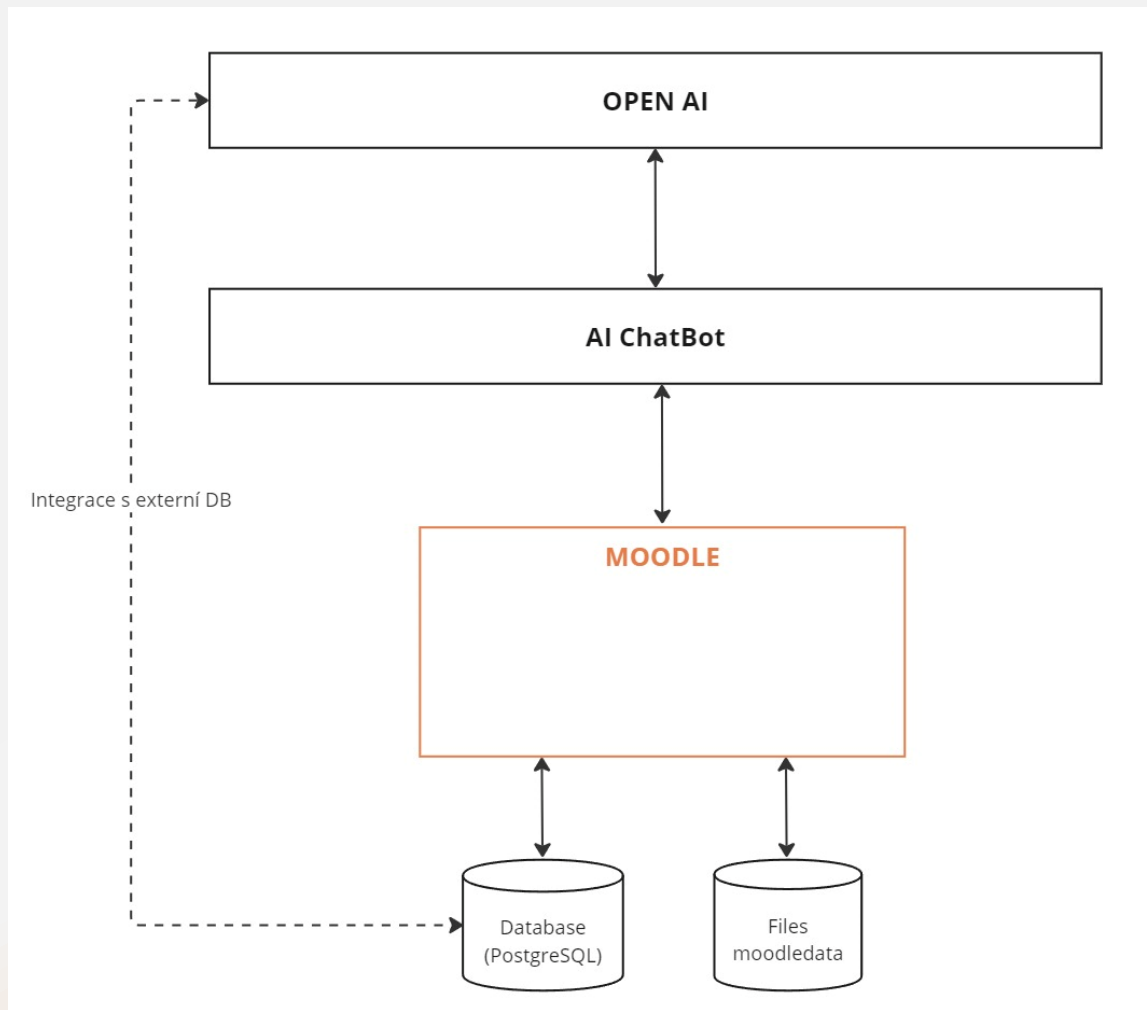 OPEN AI
AI ChatBot
Integrace s externí DB
MOODLE
Database
(PostgreSQL)
Files
moodledata